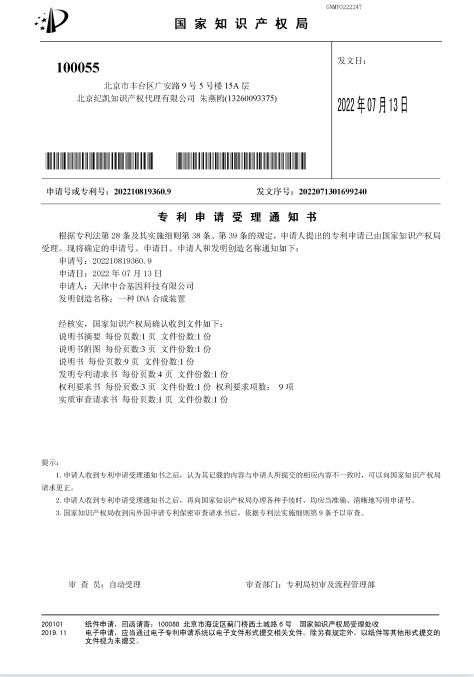 GNMYO222247
国家知识产权局
100055
北京市丰台区广安路9号5号楼15A层
北京纪凯知识产权代理有限公司 朱燕鸥(13260093375)
发文日：
2022年07月13日
申请号或专利号：202210819360.9
发文序号：2022071301699240
专利申请受理通知书
根据专利法第28条及其实施细则第38条、第39条的规定，申请人提出的专利申请已由国家知识产权局
受理。现将确定的申请号、申请日、申请人和发明创造名称通知如下：
申请号：202210819360.9
申请日：2022年07月13日
申请人：天津中合基因科技有限公司
发明创造名称：一种DNA合成装置
经核实，国家知识产权局确认收到文件如下：
说明书摘要 每份页数:1页 文件份数:1份
说明书附图 每份页数:3页 文件份数:1份
说明书 每份页数:9页 文件份数:1份
发明专利请求书 每份页数:4页 文件份数:1份
权利要求书 每份页数:3页 文件份数:1份 权利要求项数： 9项
实质审查请求书 每份页数:1页 文件份数:1份
提示：
1.申请人收到专利申请受理通知书之后，认为其记载的内容与申请人所提交的相应内容不一致时，可以向国家知识产权局
请求更正。
2.申请人收到专利申请受理通知书之后，再向国家知识产权局办理各种手续时，均应当准确、清晰地写明申请号。
3.国家知识产权局收到向外国申请专利保密审查请求书后，依据专利法实施细则第9条予以审查。
审 查 员：自动受理
审查部门：专利局初审及流程管理部
200101
2019.11
纸件申请，回函请寄：100088 北京市海淀区蓟门桥西土城路6号 国家知识产权局受理处收
电子申请，应当通过电子专利申请系统以电子文件形式提交相关文件。除另有规定外，以纸件等其他形式提交的
文件视为未提交。